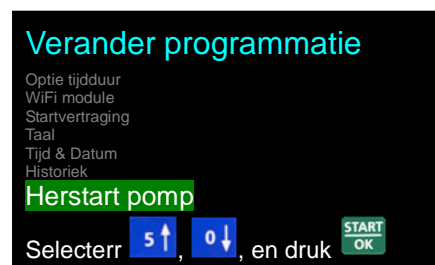 Verander programmatie
Optie tijdduur
WiFi module
Startvertraging
Taal
Tijd & Datum
Historiek
Herstart pomp
Selecterr 5↑, 0↓, en druk START OK